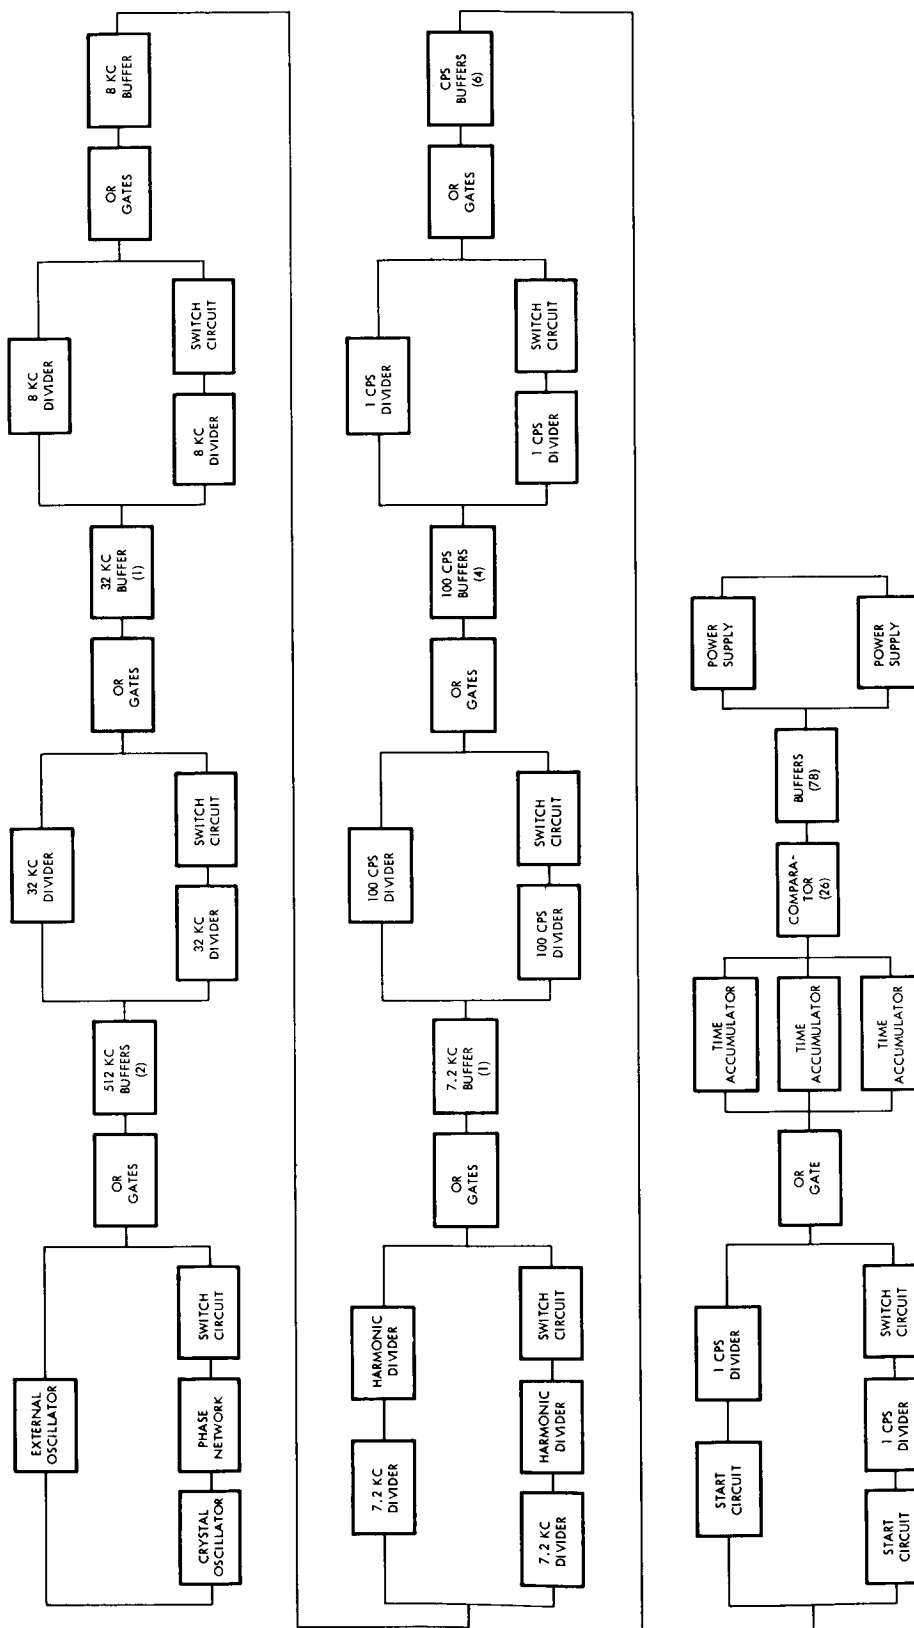 EXTERNAL
OSCILLATOR
CRYSTAL
OSCILLATOR
PHASE
NETWORK
SWITCH
CIRCUIT
OR
GATES
512 KC
BUFFERS
(2)
32 KC
DIVIDER
32 KC
DIVIDER
SWITCH
CIRCUIT
OR
GATES
32 KC
BUFFER
(1)
8 KC
DIVIDER
8 KC
DIVIDER
SWITCH
CIRCUIT
OR
GATES
8 KC
BUFFER
7.2 KC
DIVIDER
HARMONIC
DIVIDER
7.2 KC
DIVIDER
HARMONIC
DIVIDER
SWITCH
CIRCUIT
OR
GATES
7.2 KC
BUFFER
(1)
100 CPS
DIVIDER
100 CPS
DIVIDER
SWITCH
CIRCUIT
OR
GATES
100 CPS
BUFFERS
(4)
1 CPS
DIVIDER
1 CPS
DIVIDER
SWITCH
CIRCUIT
OR
GATES
CPS
BUFFERS
(6)
START
CIRCUIT
1 CPS
DIVIDER
START
CIRCUIT
1 CPS
DIVIDER
SWITCH
CIRCUIT
OR
GATE
TIME
ACCUMULATOR
TIME
ACCUMULATOR
TIME
ACCUMULATOR
COMPARA-
TOR
(26)
BUFFERS
(78)
POWER
SUPPLY
POWER
SUPPLY